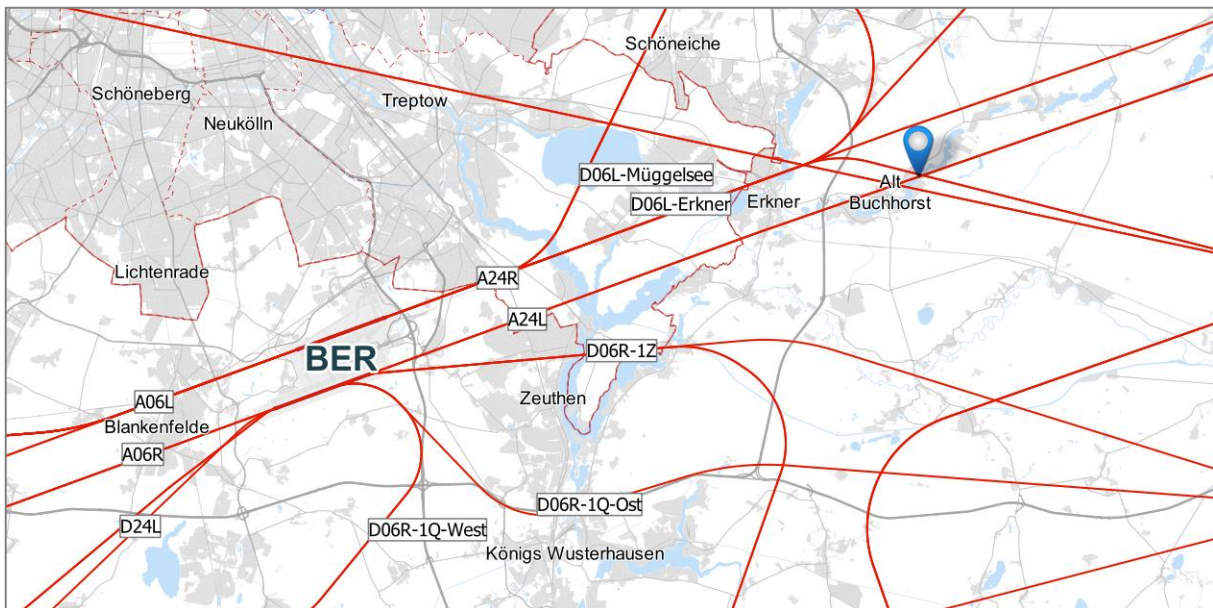 Schöneiche
Schöneberg
Treptow
Neukölln
D06L-Müggelsee
Alt
Buchhorst
D06L-Erkner
Erkner
Lichtenrade
A24R
A24L
BER
D06R-1Z
A06L
Zeuthen
Blankenfelde
A06R
D06R-1Q-Ost
D24L
D06R-1Q-West
Königs Wusterhausen